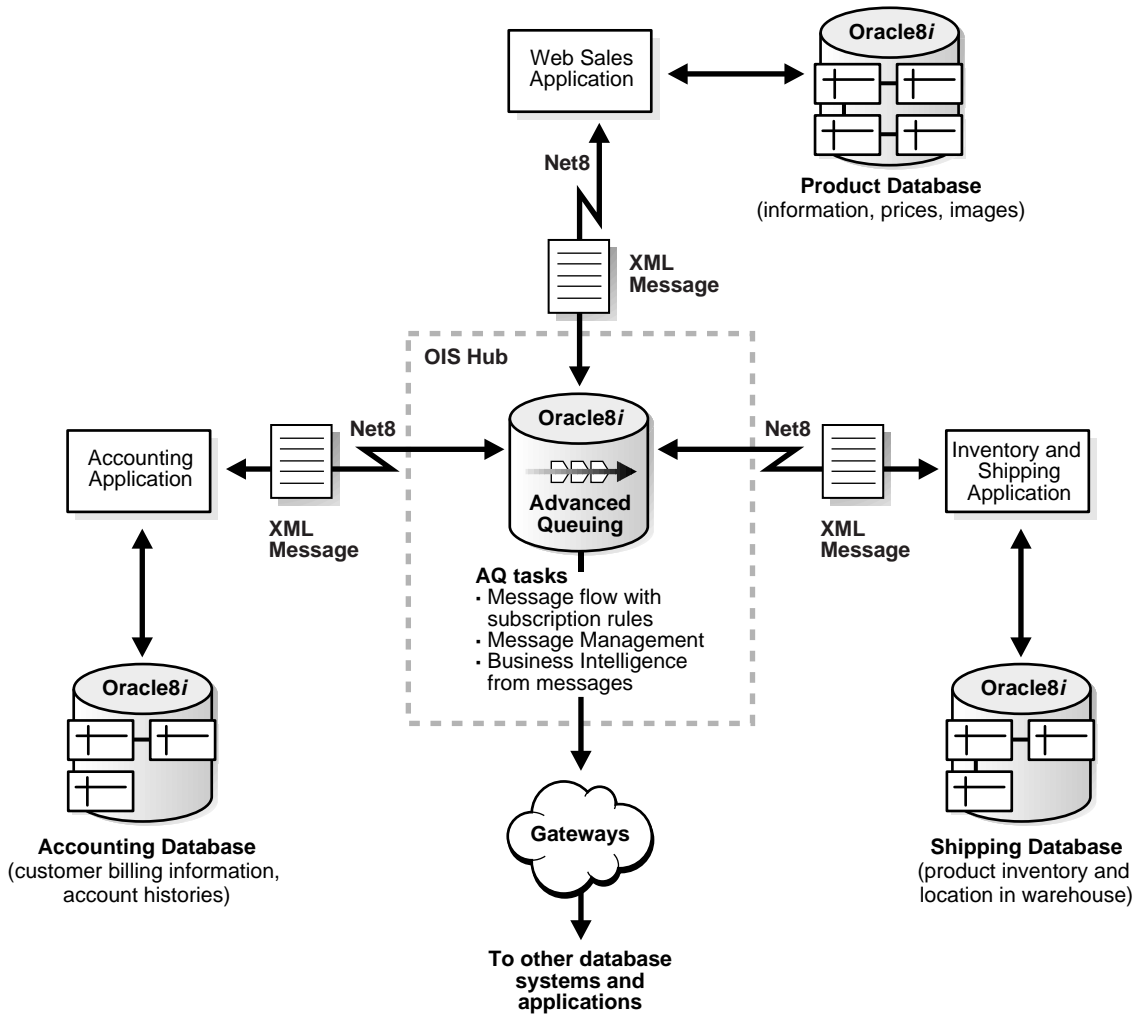 Oracle8i
Web Sales
Application
Net8
Product Database
(information, prices, images)
XML
Message
OIS Hub
Oracle8i
Advanced
Queuing
Net8
Net8
Accounting
Application
XML
Message
Inventory and
Shipping
Application
XML
Message
AQ tasks
▪ Message flow with
subscription rules
▪ Message Management
▪ Business Intelligence
from messages
Oracle8i
Accounting Database
(customer billing information,
account histories)
Oracle8i
Shipping Database
(product inventory and
location in warehouse)
Gateways
To other database
systems and
applications